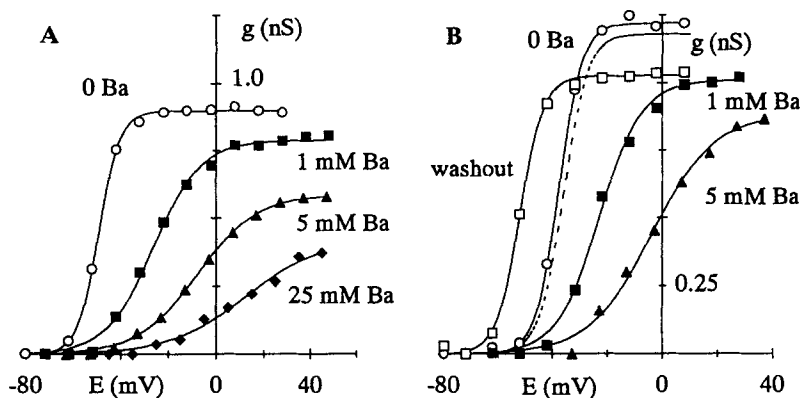 A
g (nS)
0 Ba
1.0
1 mM Ba
5 mM Ba
25 mM Ba
-80
E (mV)
0
40
B
0 Ba
g (nS)
1 mM Ba
washout
5 mM Ba
0.25
-80
E (mV)
0
40